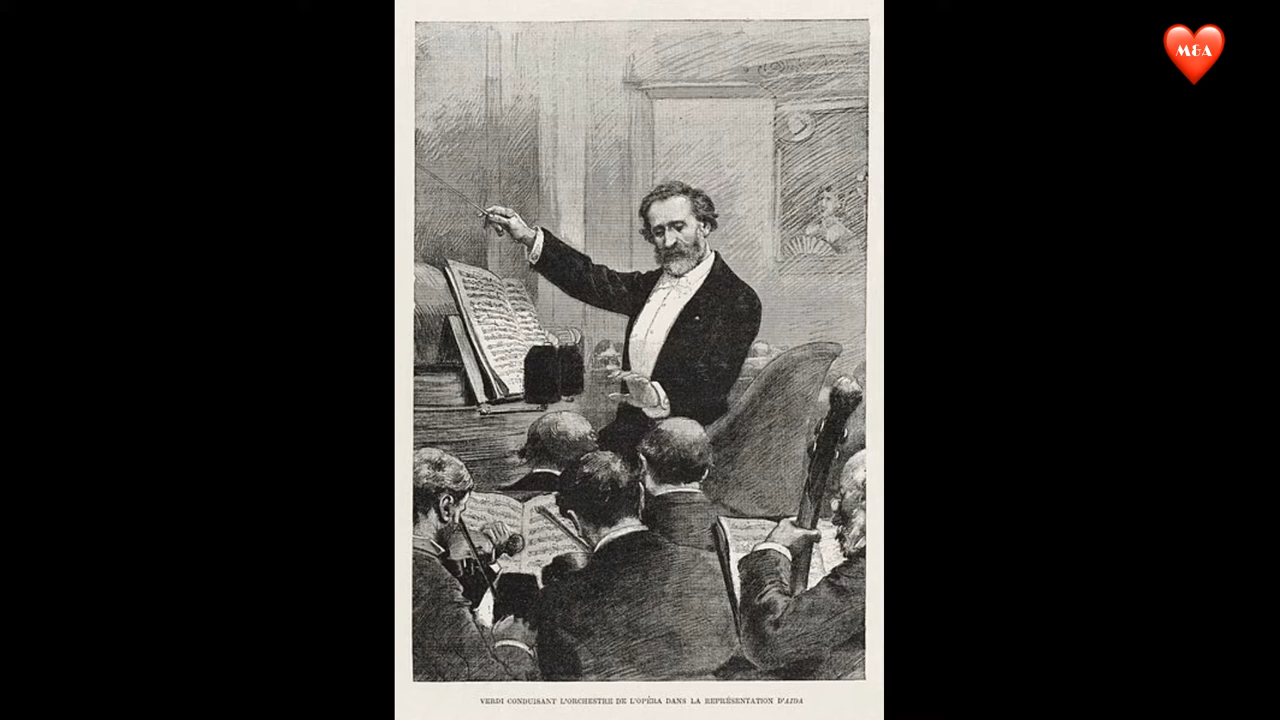 M&A
VERDI CONDUISANT L'ORCHESTRE DE L'OPÉRA DANS LA REPRÉSENTATION D'AIDA